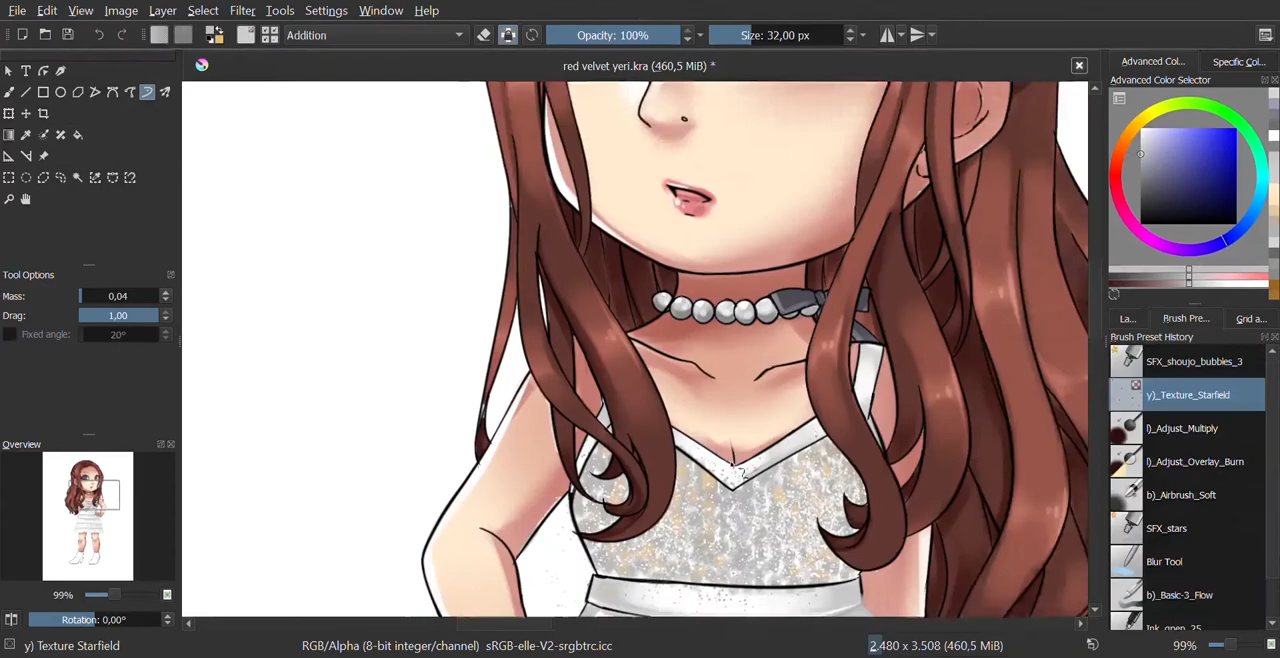 File Edit View Image Layer Select Filter Tools Settings Window Help
Addition Opacity: 100% Size: 32,00 px
red velvet yeri.kra (460,5 MiB) *
Advanced Col... Specific Col...
Advanced Color Selector
Tool Options
Mass: 0,04
Drag: 1,00
Fixed angle: 20°
La... Brush Pre... Grid a...
Brush Preset History
SFX_shoujo_bubbles_3
y)_Texture_Starfield
l)_Adjust_Multiply
l)_Adjust_Overlay_Burn
b)_Airbrush_Soft
SFX_stars
Blur Tool
b)_Basic-3_Flow
Ink_gpen_25
Overview
99%
Rotation: 0,00°
y) Texture Starfield RGB/Alpha (8-bit integer/channel) sRGB-elle-V2-srgbtrc.icc 2.480 x 3.508 (460,5 MiB) 99%